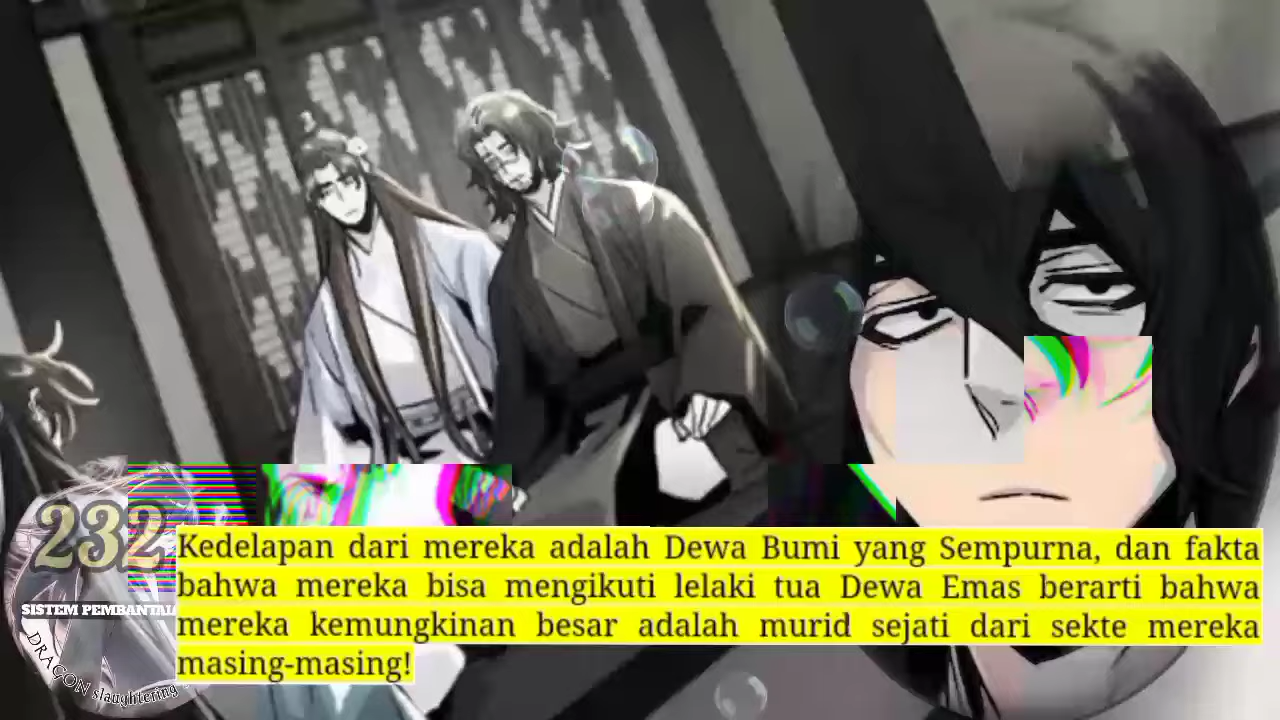 232
SISTEM PEMBANTAI
DRAGON slaughtering
Kedelapan dari mereka adalah Dewa Bumi yang Sempurna, dan fakta
bahwa mereka bisa mengikuti lelaki tua Dewa Emas berarti bahwa
mereka kemungkinan besar adalah murid sejati dari sekte mereka
masing-masing!